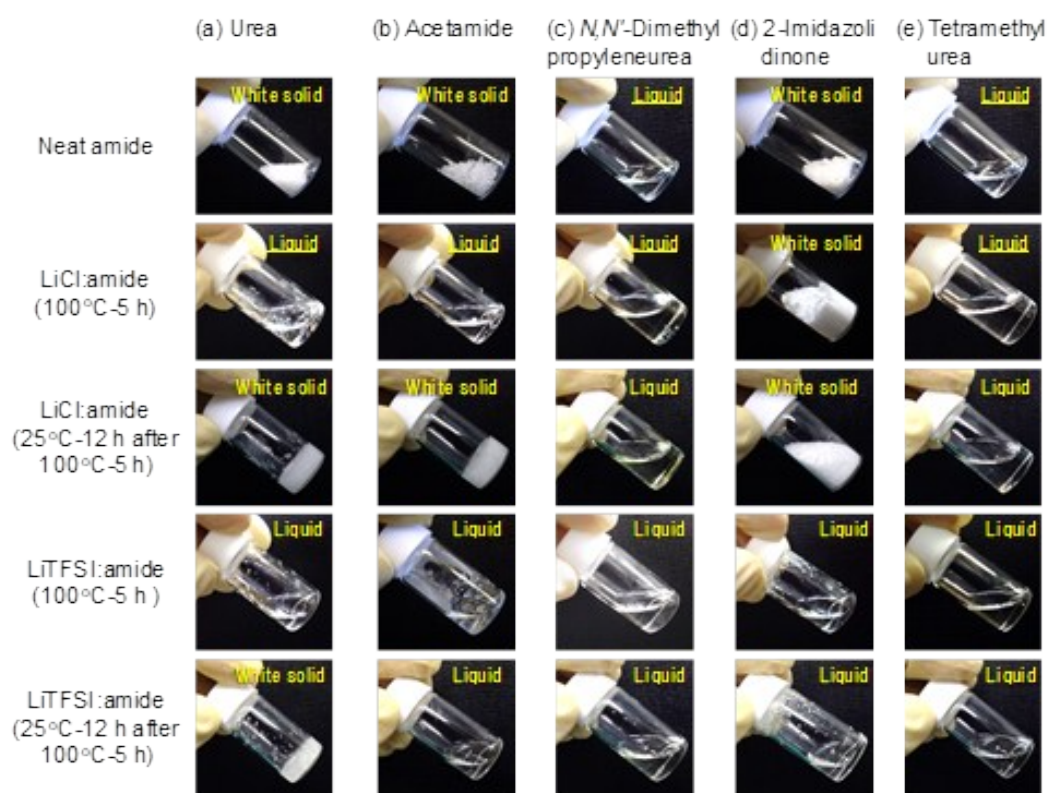 (a) Urea
(b) Acetamide
(c) N,N'-Dimethyl
propyleneurea
(d) 2-Imidazoli
dinone
(e) Tetramethyl
urea
Neat amide
White solid
White solid
Liquid
White solid
Liquid
LiCl:amide
(100°C-5 h)
Liquid
Liquid
Liquid
White solid
Liquid
LiCl:amide
(25°C-12 h after
100°C-5 h)
White solid
White solid
Liquid
White solid
Liquid
LiTFSI:amide
(100°C-5 h )
Liquid
Liquid
Liquid
Liquid
Liquid
LiTFSI:amide
(25°C-12 h after
100°C-5 h)
White solid
Liquid
Liquid
Liquid
Liquid